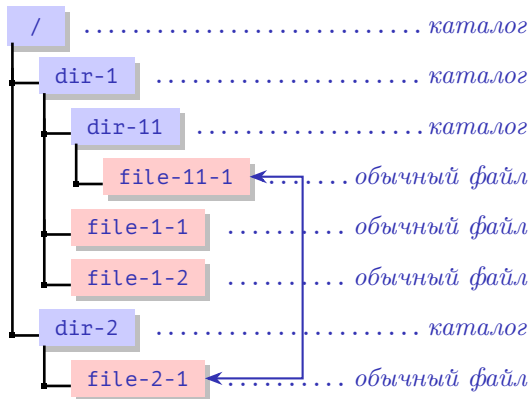 / ............................. каталог
dir-1 ....................... каталог
dir-11 .................... каталог
file-11-1 ....... обычный файл
file-1-1 .......... обычный файл
file-1-2 .......... обычный файл
dir-2 ....................... каталог
file-2-1 ........... обычный файл